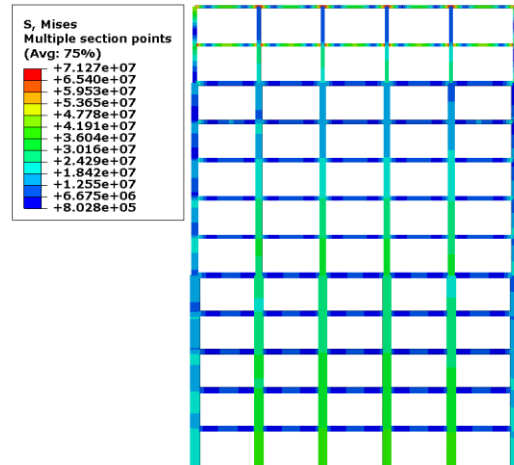 S, Mises
Multiple section points
(Avg: 75%)
+7.127e+07
+6.540e+07
+5.953e+07
+5.365e+07
+4.778e+07
+4.191e+07
+3.604e+07
+3.016e+07
+2.429e+07
+1.842e+07
+1.255e+07
+6.675e+06
+8.028e+05